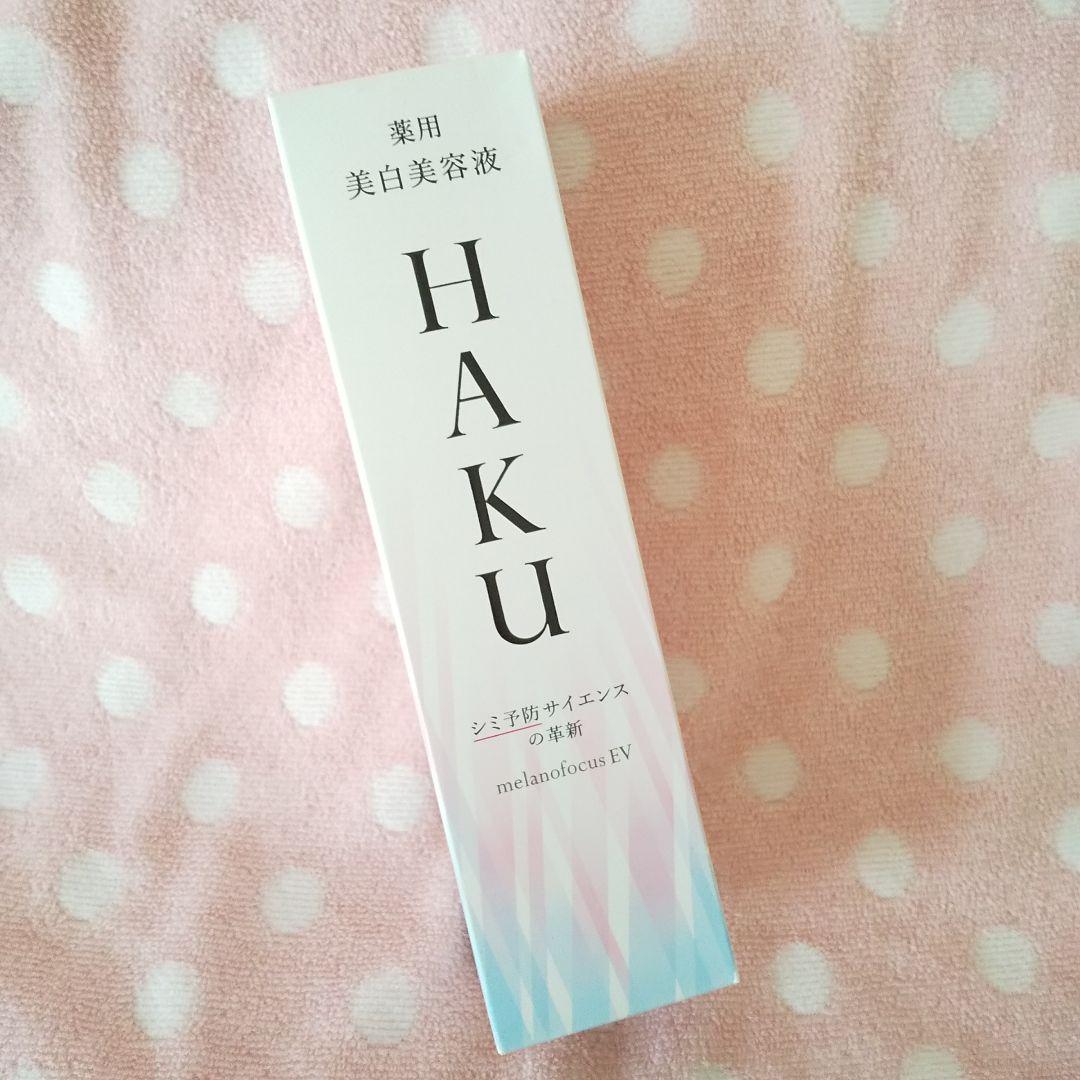 薬用
美白美容液
HAKU
シミ予防サイエンス
の革新
melanofocus EV